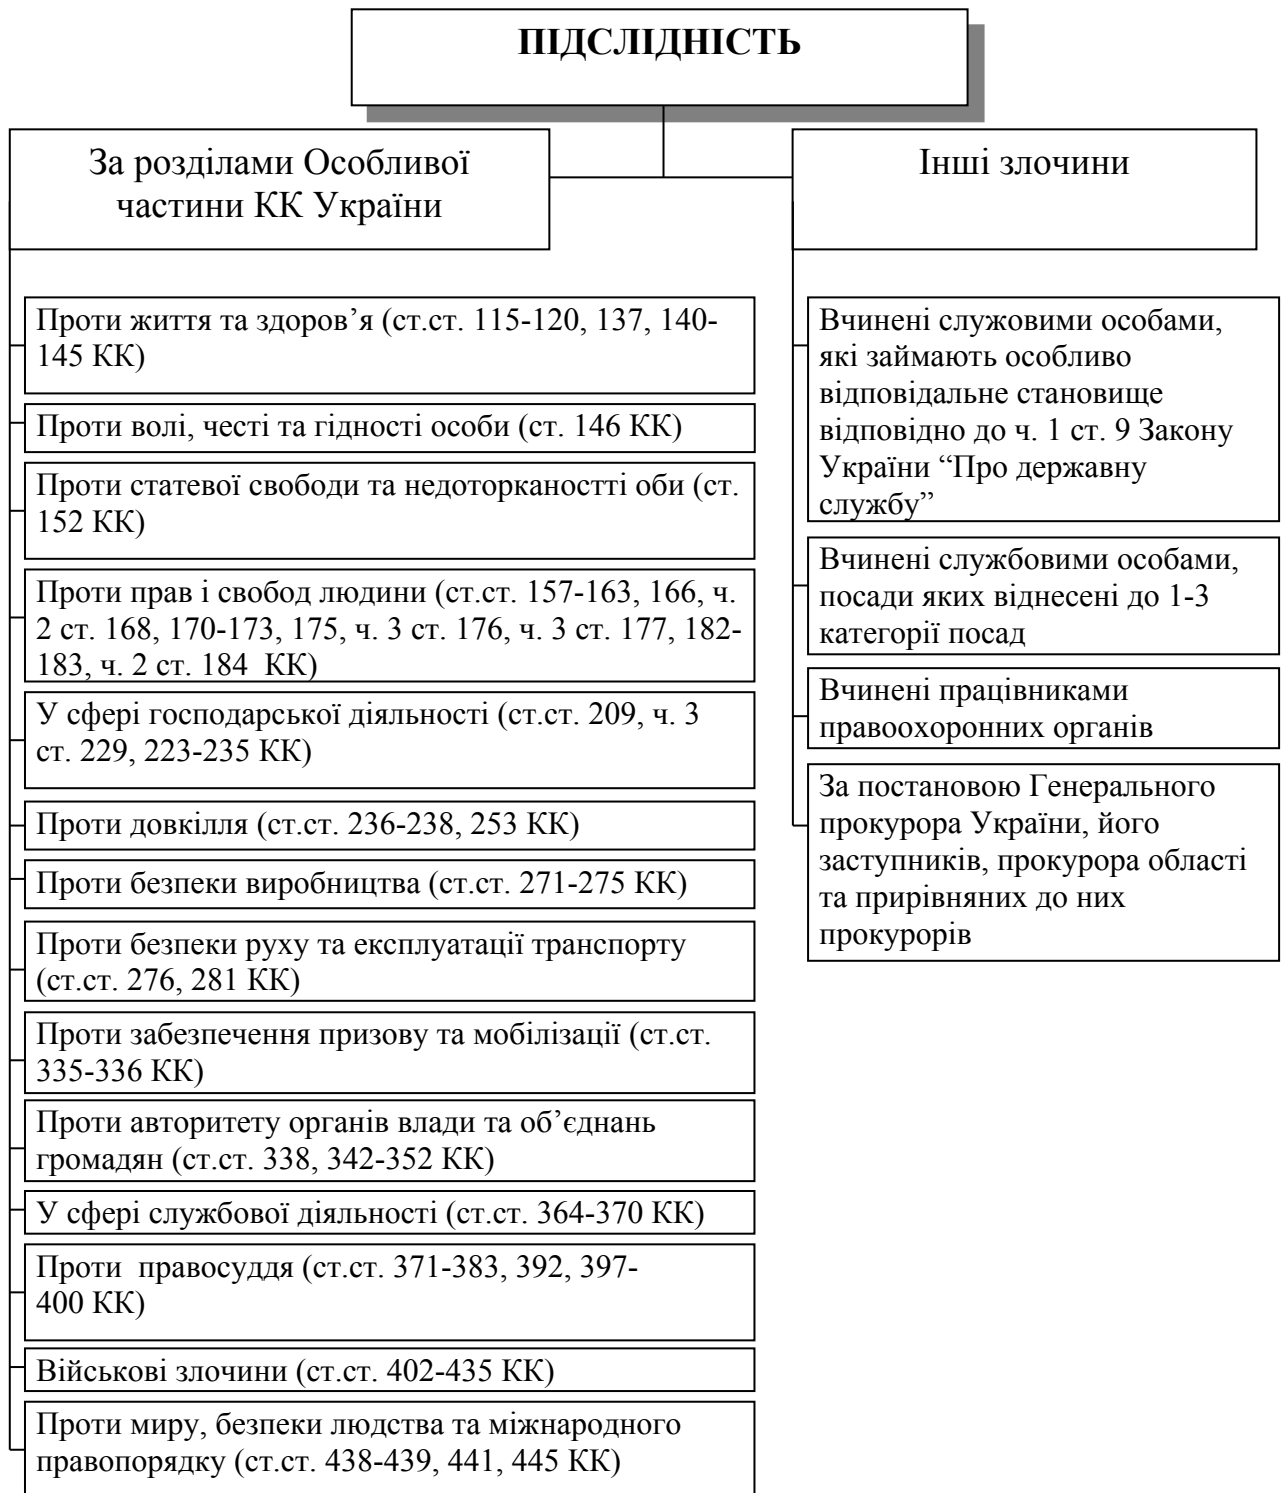 ПІДСЛІДНІСТЬ
За розділами Особливої
частини КК України
Проти життя та здоров’я (ст.ст. 115-120, 137, 140-
145 КК)
Проти волі, честі та гідності особи (ст. 146 КК)
Проти статевої свободи та недоторканостті оби (ст.
152 КК)
Проти прав і свобод людини (ст.ст. 157-163, 166, ч.
2 ст. 168, 170-173, 175, ч. 3 ст. 176, ч. 3 ст. 177, 182-
183, ч. 2 ст. 184 КК)
У сфері господарської діяльності (ст.ст. 209, ч. 3
ст. 229, 223-235 КК)
Проти довкілля (ст.ст. 236-238, 253 КК)
Проти безпеки виробництва (ст.ст. 271-275 КК)
Проти безпеки руху та експлуатації транспорту
(ст.ст. 276, 281 КК)
Проти забезпечення призову та мобілізації (ст.ст.
335-336 КК)
Проти авторитету органів влади та об’єднань
громадян (ст.ст. 338, 342-352 КК)
У сфері службової діяльності (ст.ст. 364-370 КК)
Проти правосуддя (ст.ст. 371-383, 392, 397-
400 КК)
Військові злочини (ст.ст. 402-435 КК)
Проти миру, безпеки людства та міжнародного
правопорядку (ст.ст. 438-439, 441, 445 КК)
Інші злочини
Вчинені служовими особами,
які займають особливо
відповідальне становище
відповідно до ч. 1 ст. 9 Закону
України “Про державну
службу”
Вчинені службовими особами,
посади яких віднесені до 1-3
категорії посад
Вчинені працівниками
правоохоронних органів
За постановою Генерального
прокурора України, його
заступників, прокурора області
та прирівняних до них
прокурорів